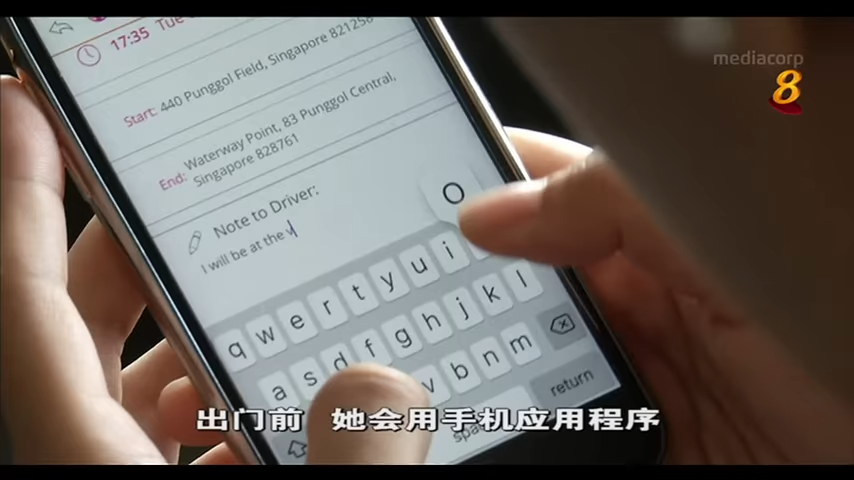 mediacorp
8
17:35 Tue
Start: 440 Punggol Field, Singapore 821258
End: Waterway Point, 83 Punggol Central,
Singapore 828761
Note to Driver:
I will be at the v
O
q w e r t y u i
a s d f g h j k l
v b n m
return
出门前 她会用手机应用程序